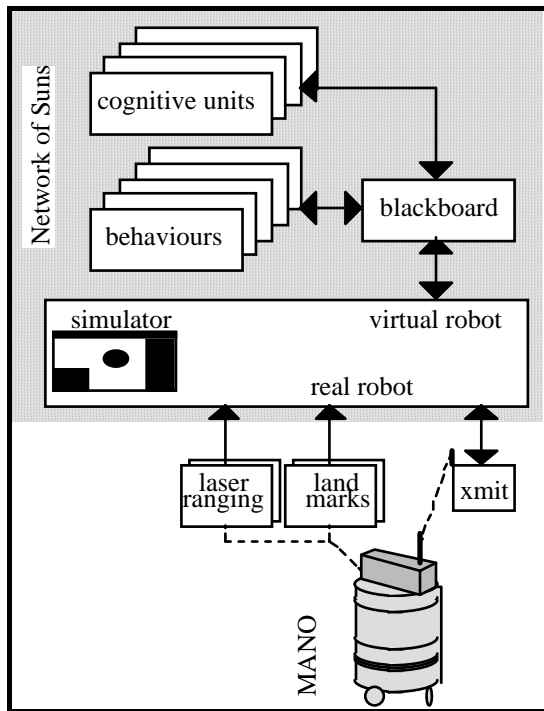 Network of Suns
cognitive units
behaviours
blackboard
simulator
virtual robot
real robot
laser
ranging
land
marks
xmit
MANO